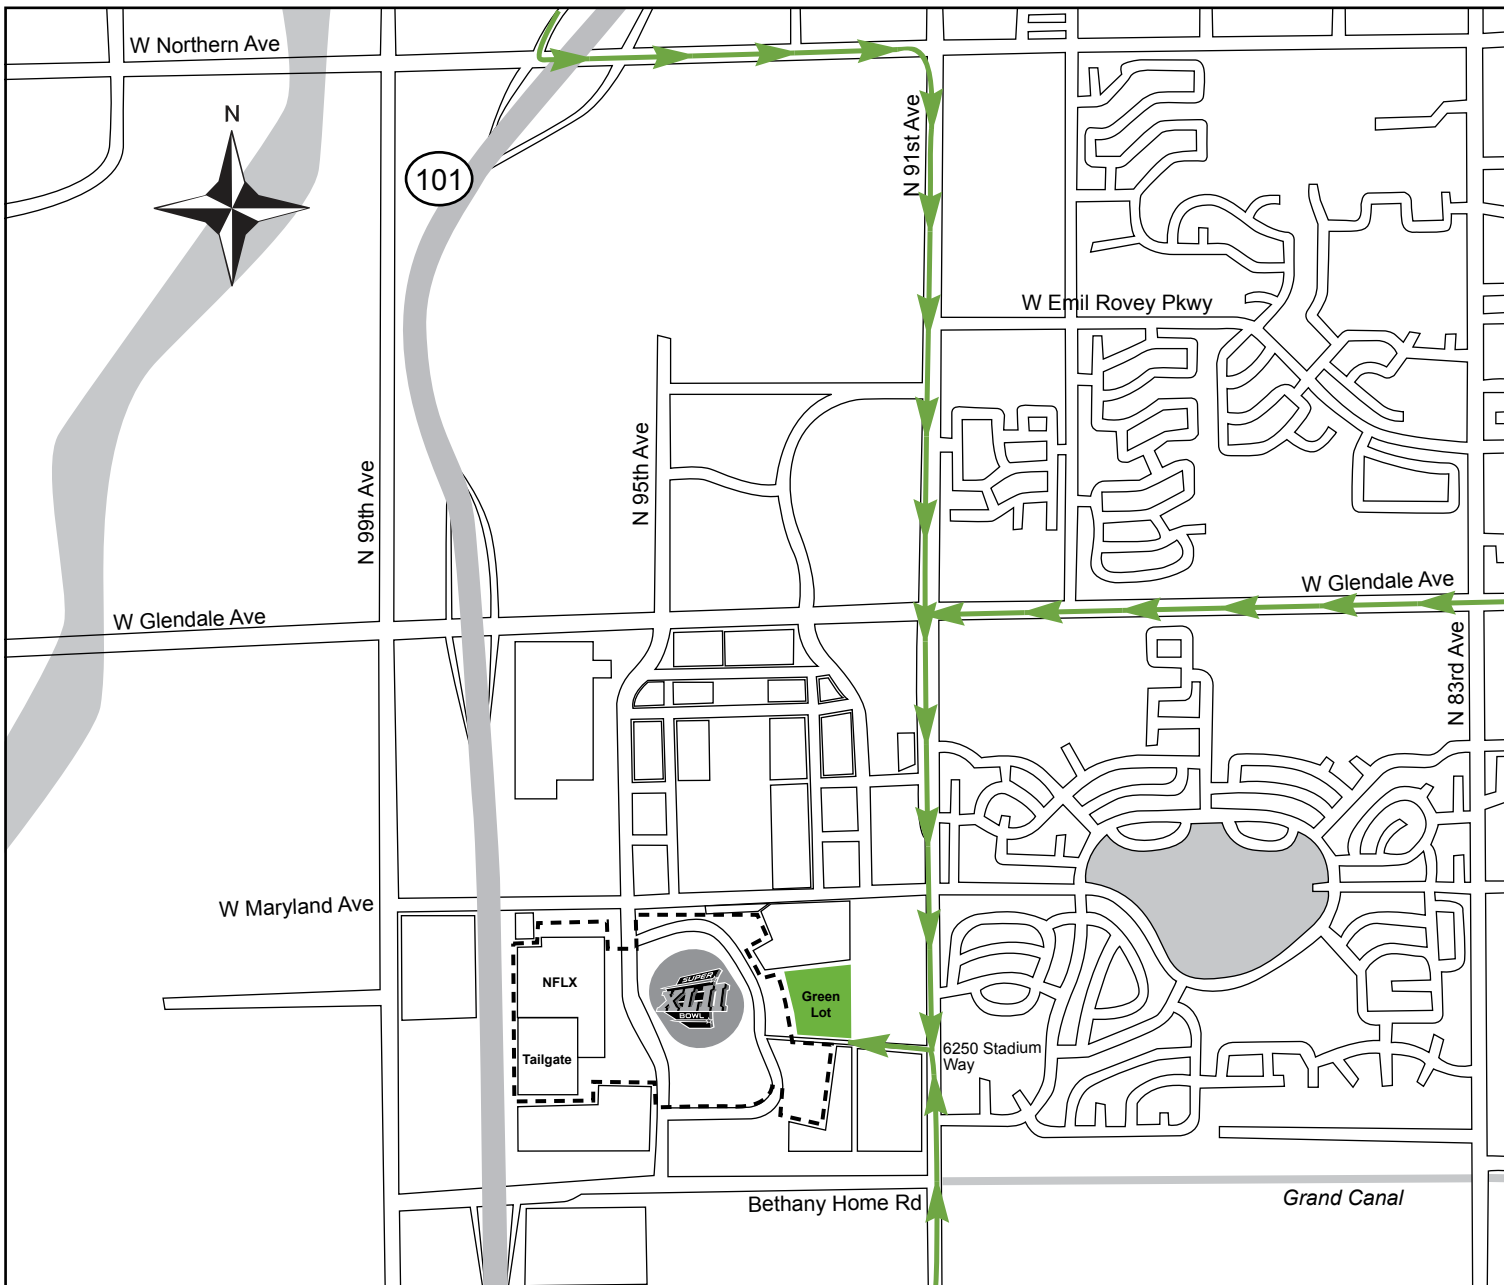 W Northern Ave
N
101
N 91st Ave
W Emil Rovey Pkwy
N 95th Ave
N 99th Ave
W Glendale Ave
W Glendale Ave
N 83rd Ave
W Maryland Ave
NFLX
SUPER
XLII
BOWL
Green
Lot
Tailgate
6250 Stadium
Way
Bethany Home Rd
Grand Canal